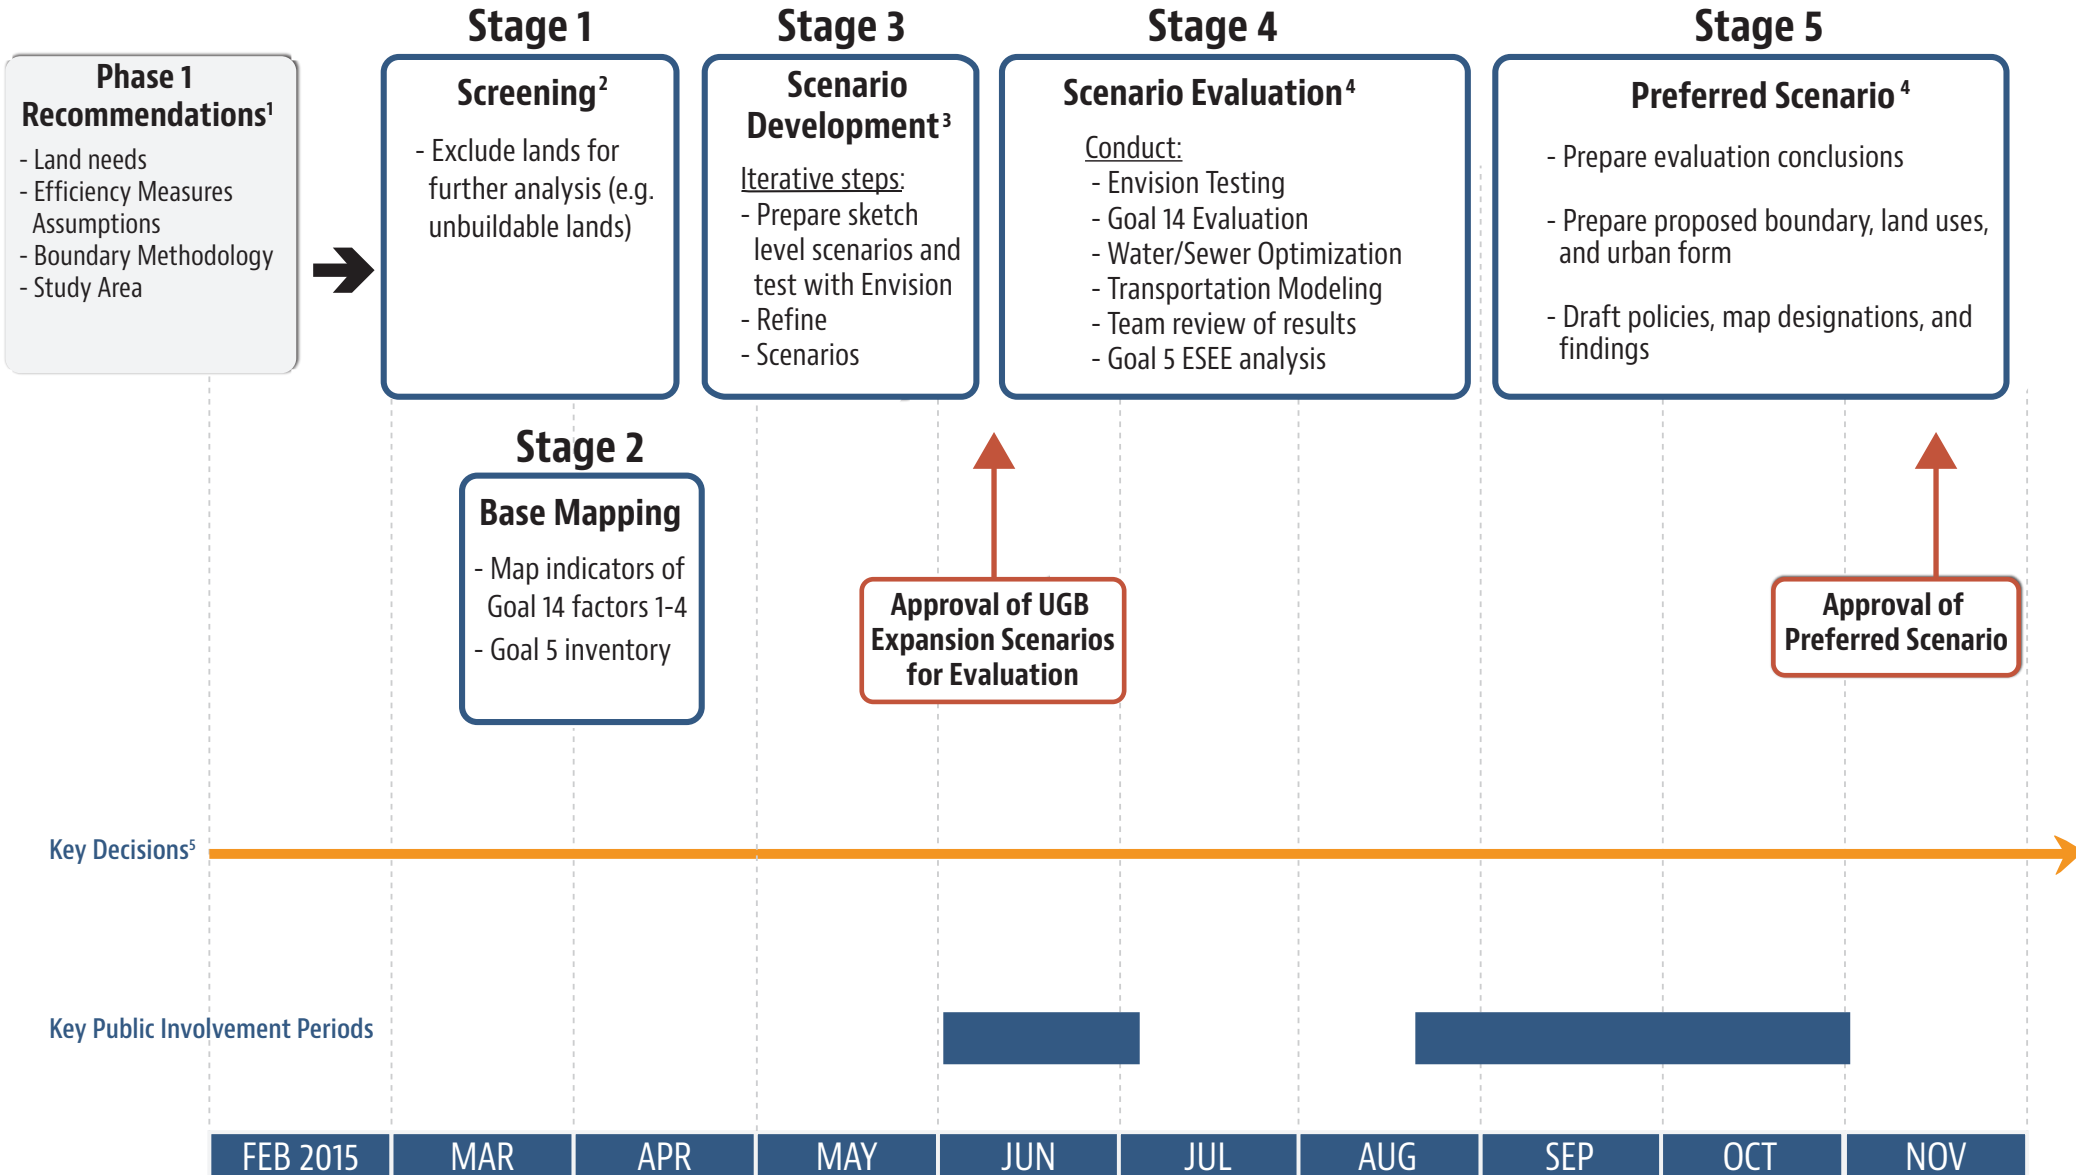 Phase 1
Recommendations¹
- Land needs
- Efficiency Measures
Assumptions
- Boundary Methodology
- Study Area
Stage 1
Screening²
- Exclude lands for
further analysis (e.g.
unbuildable lands)
Stage 2
Base Mapping
- Map indicators of
Goal 14 factors 1-4
- Goal 5 inventory
Stage 3
Scenario
Development³
Iterative steps:
- Prepare sketch
level scenarios and
test with Envision
- Refine
- Scenarios
Stage 4
Scenario Evaluation⁴
Conduct:
- Envision Testing
- Goal 14 Evaluation
- Water/Sewer Optimization
- Transportation Modeling
- Team review of results
- Goal 5 ESEE analysis
Stage 5
Preferred Scenario⁴
- Prepare evaluation conclusions
- Prepare proposed boundary, land uses,
and urban form
- Draft policies, map designations, and
findings
Approval of UGB
Expansion Scenarios
for Evaluation
Approval of
Preferred Scenario
Key Decisions⁵
Key Public Involvement Periods
FEB 2015 MAR APR MAY JUN JUL AUG SEP OCT NOV